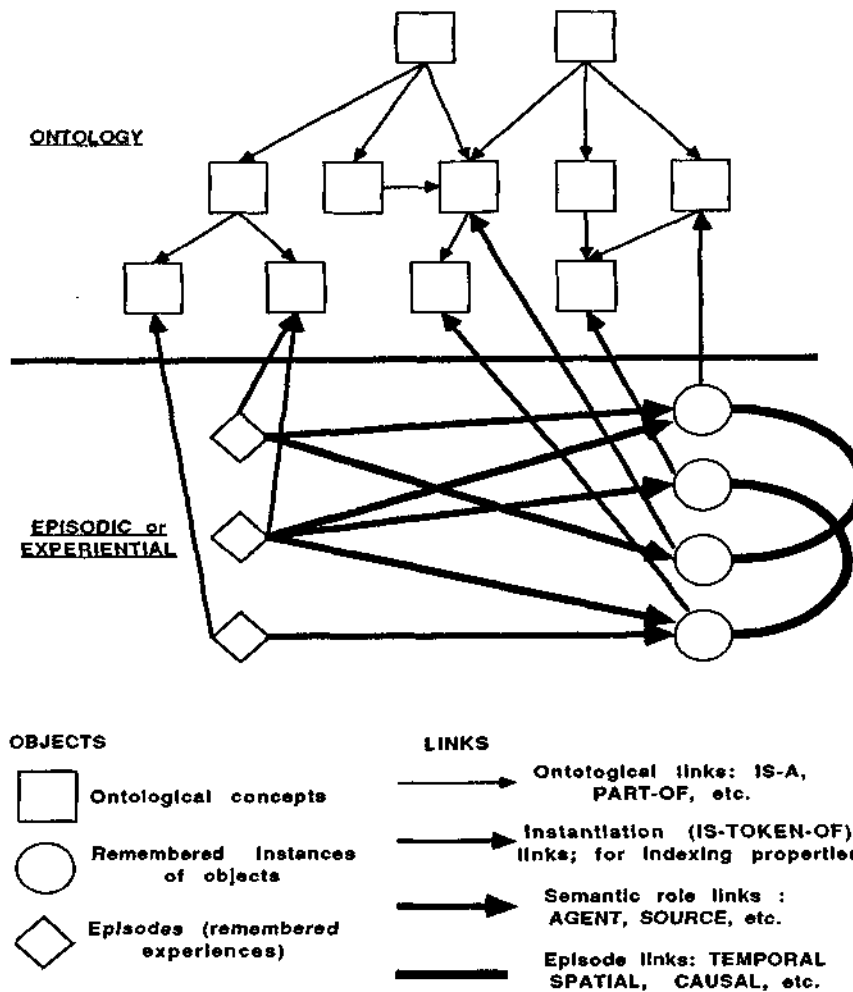 ONTOLOGY
EPISODIC or
EXPERIENTIAL
OBJECTS
Ontological concepts
Remembered Instances
of objects
Episodes (remembered
experiences)
LINKS
Ontological links: IS-A,
PART-OF, etc.
Instantiation (IS-TOKEN-OF)
links; for indexing propertie
Semantic role links :
AGENT, SOURCE, etc.
Episode links: TEMPORAL
SPATIAL, CAUSAL, etc.